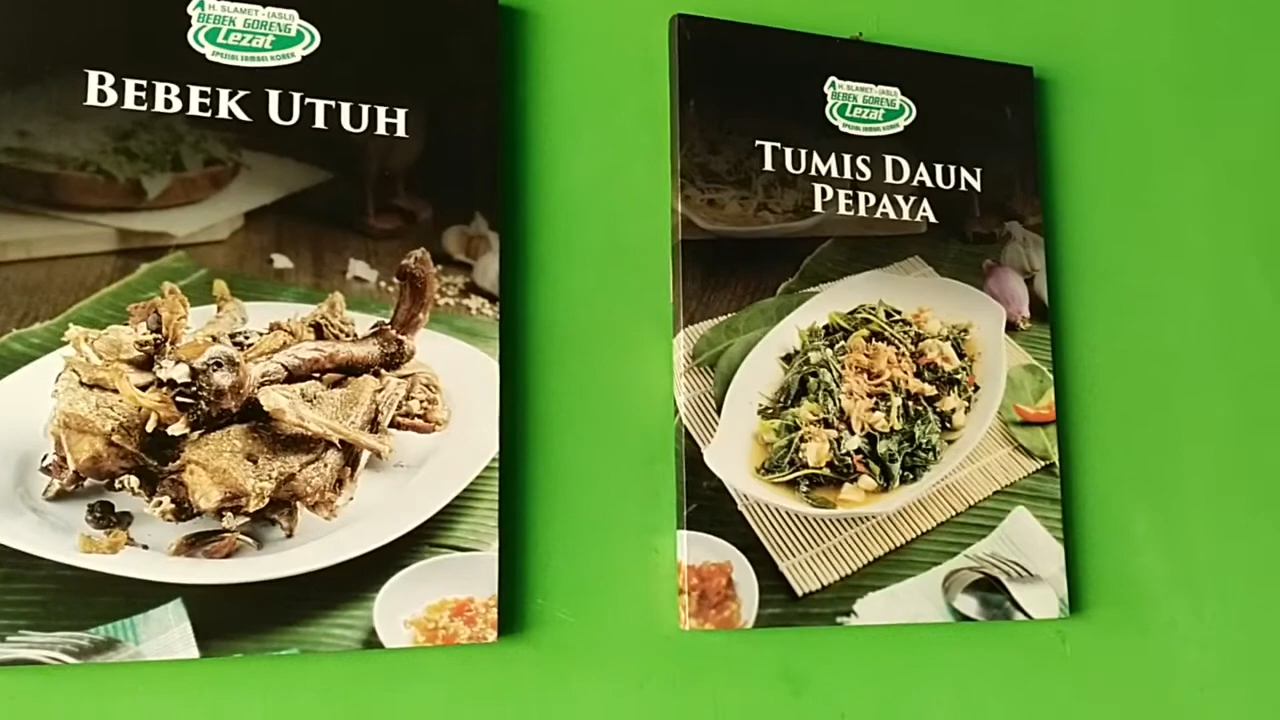 H. SLAMET - (ASLI)
BEBEK GORENG
Lezat
SPESIAL SAMBEL KOREK
BEBEK UTUH
H. SLAMET - (ASLI)
BEBEK GORENG
Lezat
SPESIAL SAMBEL KOREK
TUMIS DAUN
PEPAYA